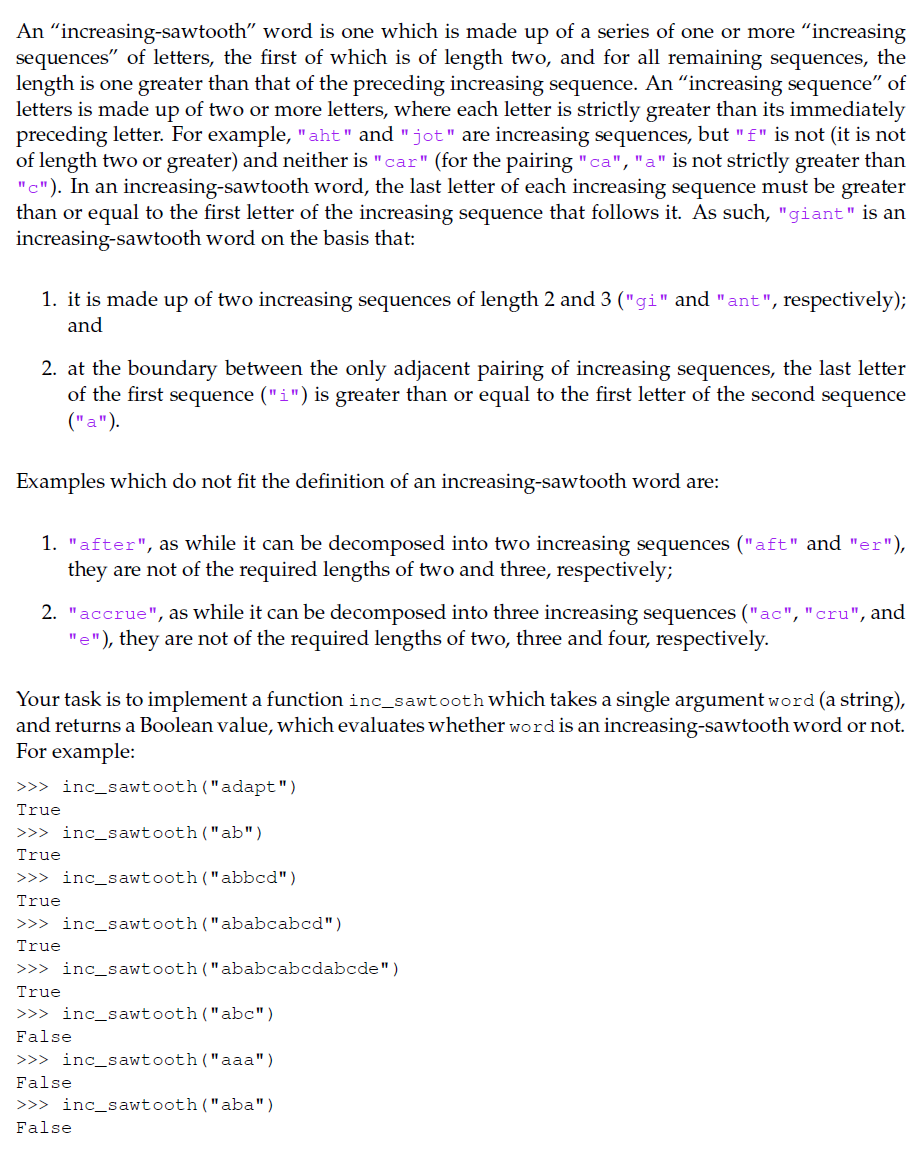 An “increasing-sawtooth” word is one which is made up of a series of one or more “increasing
sequences” of letters, the first of which is of length two, and for all remaining sequences, the
length is one greater than that of the preceding increasing sequence. An “increasing sequence” of
letters is made up of two or more letters, where each letter is strictly greater than its immediately
preceding letter. For example, "aht" and "jot" are increasing sequences, but "f" is not (it is not
of length two or greater) and neither is "car" (for the pairing "ca", "a" is not strictly greater than
"c"). In an increasing-sawtooth word, the last letter of each increasing sequence must be greater
than or equal to the first letter of the increasing sequence that follows it. As such, "giant" is an
increasing-sawtooth word on the basis that:
1. it is made up of two increasing sequences of length 2 and 3 ("gi" and "ant", respectively);
and
2. at the boundary between the only adjacent pairing of increasing sequences, the last letter
of the first sequence ("i") is greater than or equal to the first letter of the second sequence
("a").
Examples which do not fit the definition of an increasing-sawtooth word are:
1. "after", as while it can be decomposed into two increasing sequences ("aft" and "er"),
they are not of the required lengths of two and three, respectively;
2. "accrue", as while it can be decomposed into three increasing sequences ("ac", "cru", and
"e"), they are not of the required lengths of two, three and four, respectively.
Your task is to implement a function inc_sawtooth which takes a single argument word (a string),
and returns a Boolean value, which evaluates whether word is an increasing-sawtooth word or not.
For example:
>>> inc_sawtooth("adapt")
True
>>> inc_sawtooth("ab")
True
>>> inc_sawtooth("abbcd")
True
>>> inc_sawtooth("ababcabcd")
True
>>> inc_sawtooth("ababcabcdabcde")
True
>>> inc_sawtooth("abc")
False
>>> inc_sawtooth("aaa")
False
>>> inc_sawtooth("aba")
False